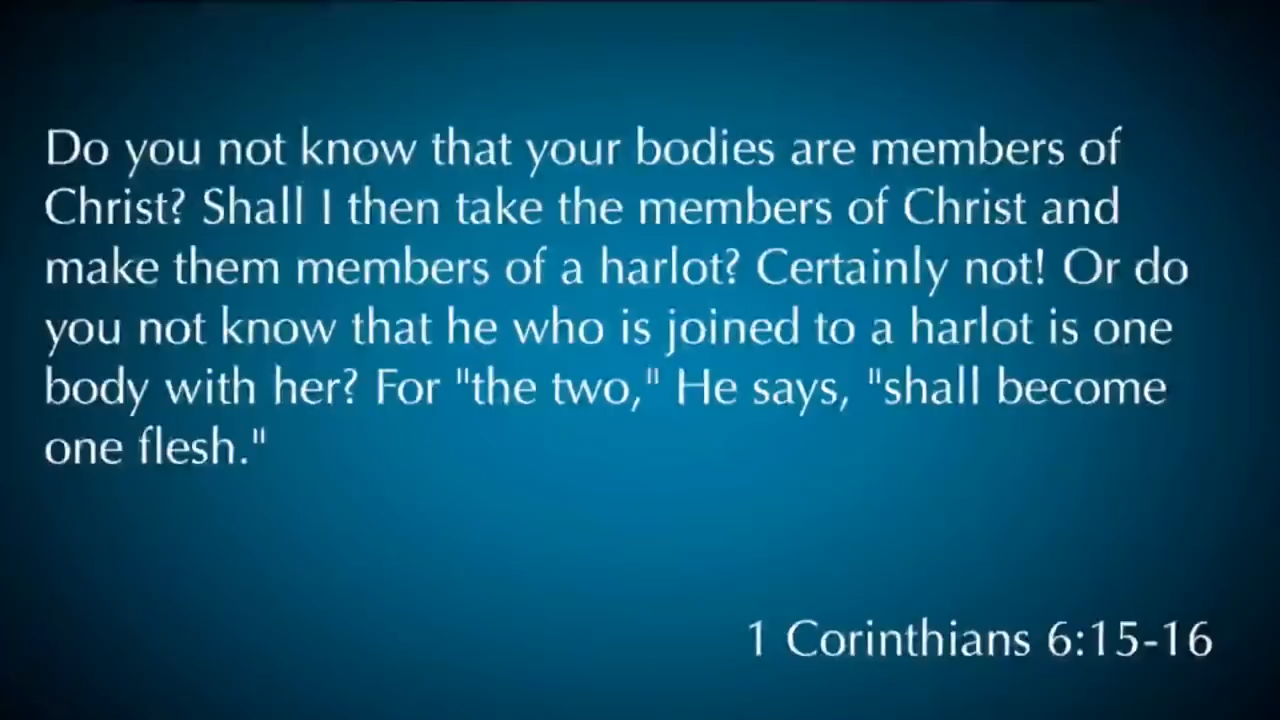 Do you not know that your bodies are members of
Christ? Shall I then take the members of Christ and
make them members of a harlot? Certainly not! Or do
you not know that he who is joined to a harlot is one
body with her? For "the two," He says, "shall become
one flesh."
1 Corinthians 6:15-16